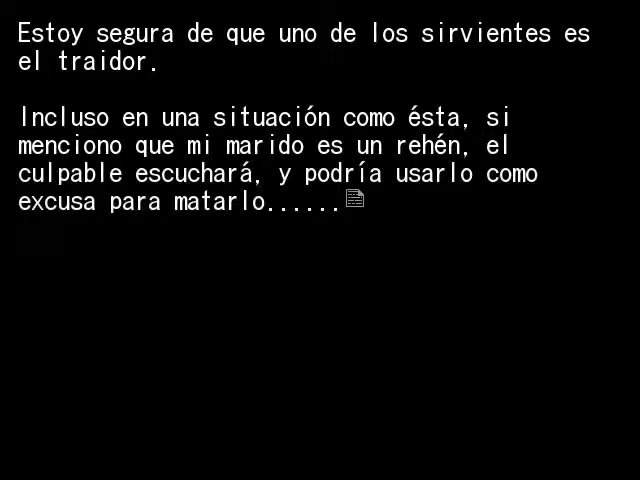 Estoy segura de que uno de los sirvientes es
el traidor.
Incluso en una situación como ésta, si
menciono que mi marido es un rehén, el
culpable escuchará, y podría usarlo como
excusa para matarlo......